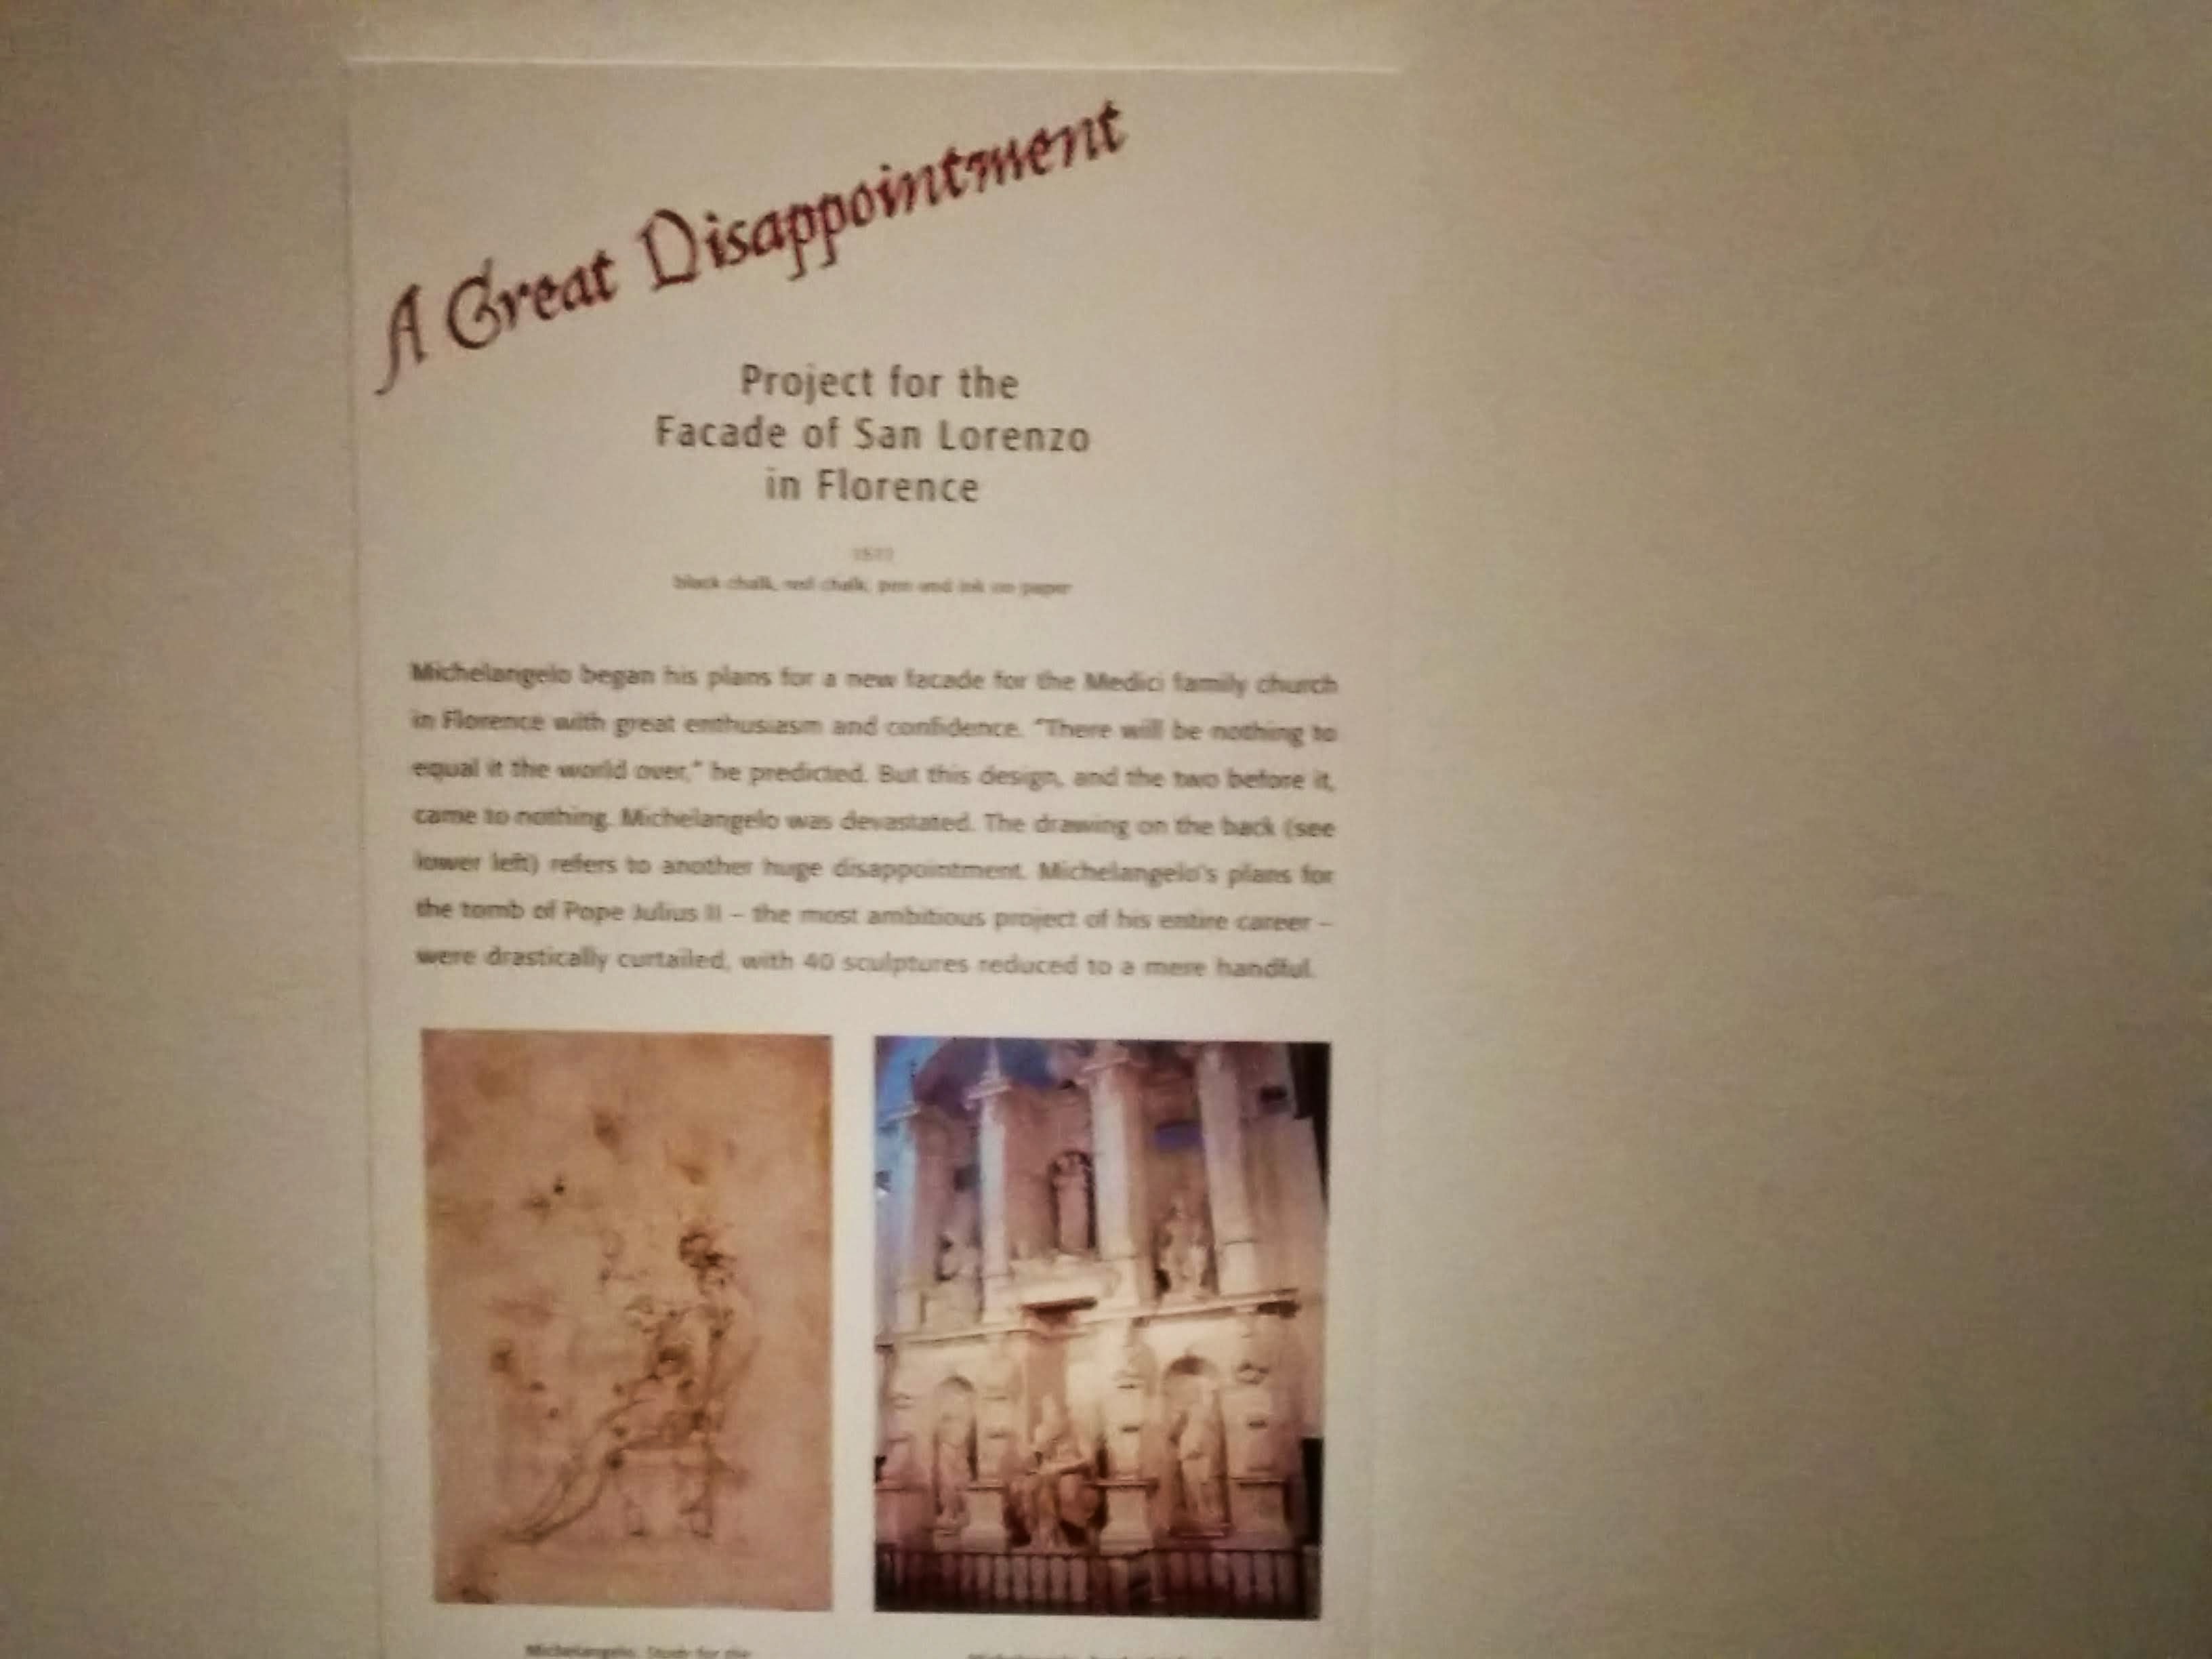 A Great Disappointment
Project for the
Facade of San Lorenzo
in Florence
black chalk, red chalk, pen and ink on paper
Michelangelo began his plans for a new facade for the Medici family church
in Florence with great enthusiasm and confidence. “There will be nothing to
equal it the world over,” he predicted. But this design, and the two before it,
came to nothing. Michelangelo was devastated. The drawing on the back (see
lower left) refers to another huge disappointment. Michelangelo's plans for
the tomb of Pope Julius II – the most ambitious project of his entire career –
were drastically curtailed, with 40 sculptures reduced to a mere handful.
Michelangelo, Study for the